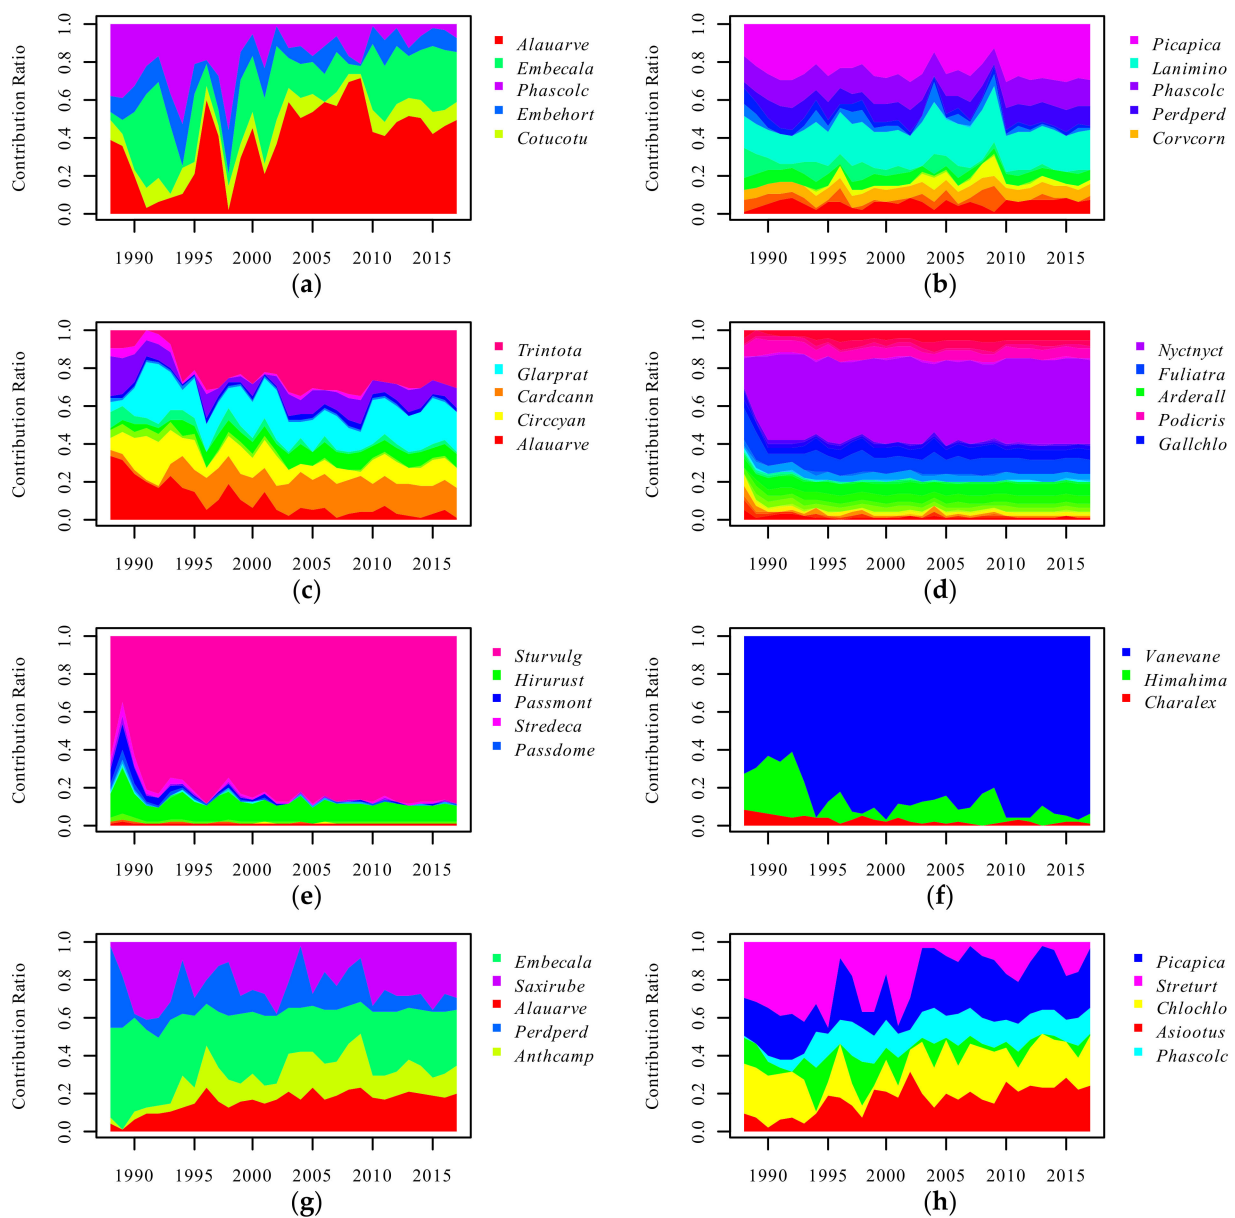 Contribution Ratio
0.0 0.2 0.4 0.6 0.8 1.0
Alauarve
Embecala
Phascolc
Embehort
Cotucotu
1990 1995 2000 2005 2010 2015
(a)
Contribution Ratio
0.0 0.2 0.4 0.6 0.8 1.0
Picapica
Lanimino
Phascolc
Perdperd
Corvcorn
1990 1995 2000 2005 2010 2015
(b)
Contribution Ratio
0.0 0.2 0.4 0.6 0.8 1.0
Trintota
Glarprat
Cardcann
Circcyan
Alauarve
1990 1995 2000 2005 2010 2015
(c)
Contribution Ratio
0.0 0.2 0.4 0.6 0.8 1.0
Nyctnyct
Fuliatra
Arderall
Podicris
Gallchlo
1990 1995 2000 2005 2010 2015
(d)
Contribution Ratio
0.0 0.2 0.4 0.6 0.8 1.0
Sturvulg
Hirurust
Passmont
Stredeca
Passdome
1990 1995 2000 2005 2010 2015
(e)
Contribution Ratio
0.0 0.2 0.4 0.6 0.8 1.0
Vanevane
Himahima
Charalex
1990 1995 2000 2005 2010 2015
(f)
Contribution Ratio
0.0 0.2 0.4 0.6 0.8 1.0
Embecala
Saxirube
Alauarve
Perdperd
Anthcamp
1990 1995 2000 2005 2010 2015
(g)
Contribution Ratio
0.0 0.2 0.4 0.6 0.8 1.0
Picapica
Streturt
Chlochlo
Asiootus
Phascolc
1990 1995 2000 2005 2010 2015
(h)